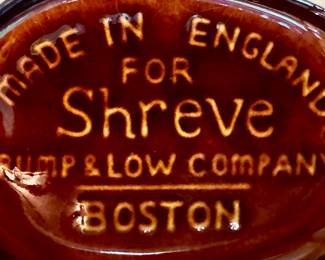 MADE IN ENGLAND
FOR
Shreve
RUMP & LOW COMPANY
BOSTON